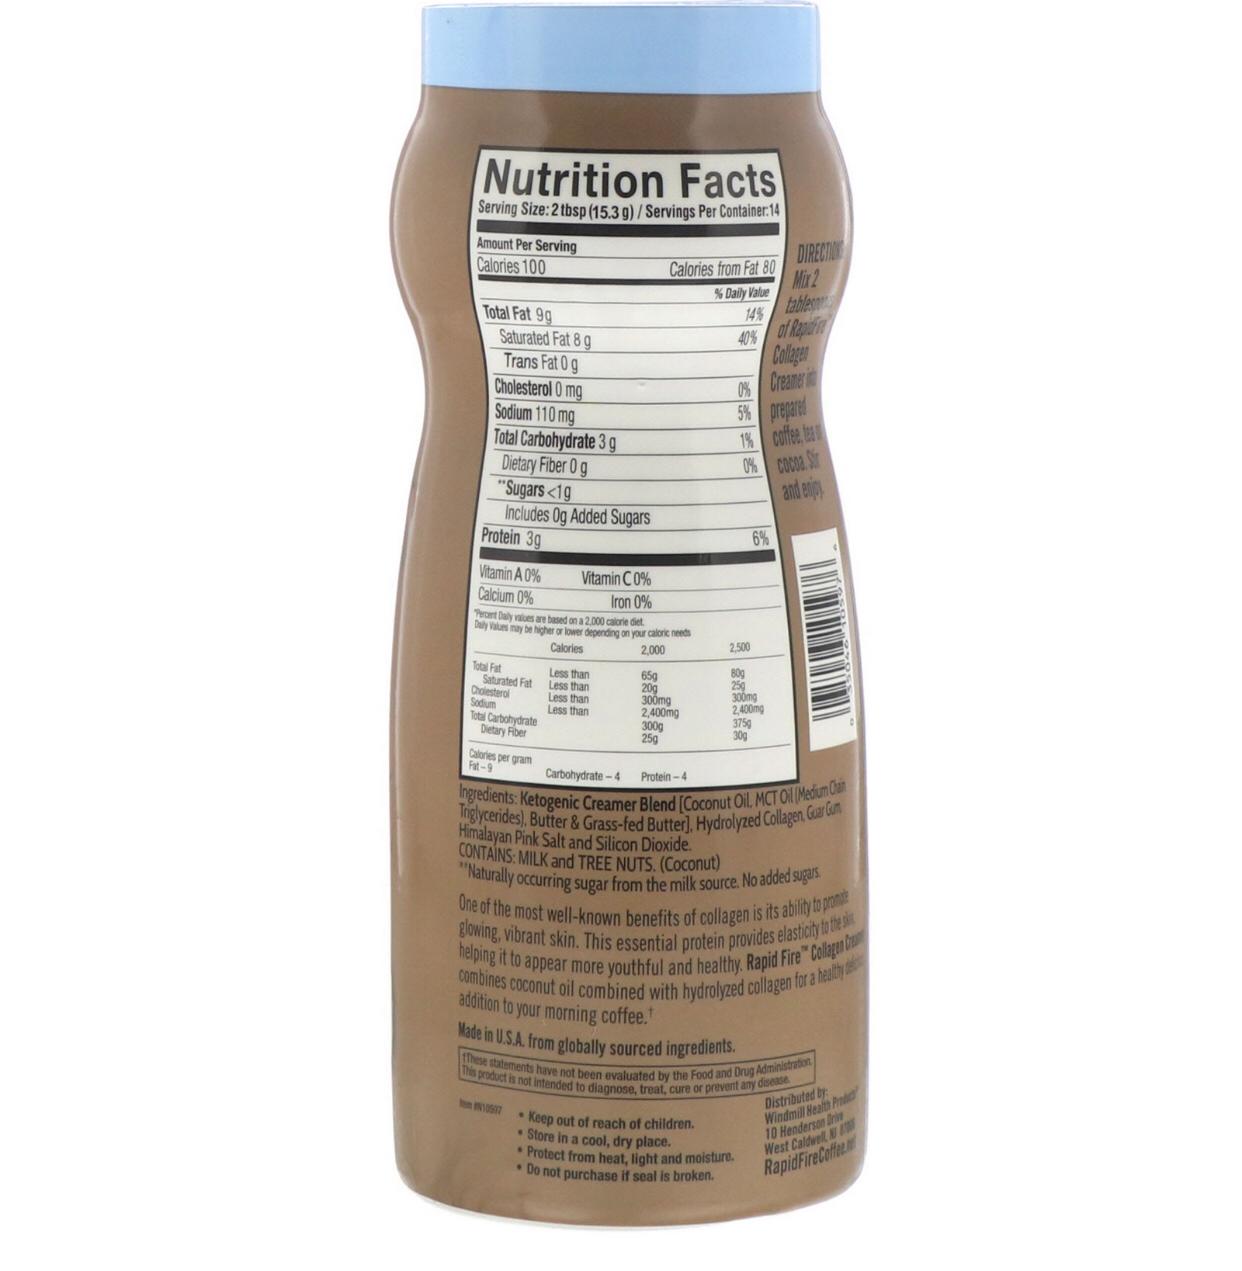 Nutrition Facts
Serving Size: 2 tbsp (15.3 g) / Servings Per Container:14
Amount Per Serving
Calories 100 Calories from Fat 80
% Daily Value
Total Fat 9g 14%
Saturated Fat 8 g 40%
Trans Fat 0 g
Cholesterol 0 mg 0%
Sodium 110 mg 5%
Total Carbohydrate 3 g 1%
Dietary Fiber 0 g 0%
**Sugars <1g
Includes 0g Added Sugars
Protein 3g 6%
Vitamin A 0% Vitamin C 0%
Calcium 0% Iron 0%
*Percent Daily values are based on a 2,000 calorie diet.
Daily Values may be higher or lower depending on your caloric needs
Calories 2,000 2,500
Total Fat Less than 65g 80g
Saturated Fat Less than 20g 25g
Cholesterol Less than 300mg 300mg
Sodium Less than 2,400mg 2,400mg
Total Carbohydrate 300g 375g
Dietary Fiber 25g 30g
Calories per gram
Fat – 9 Carbohydrate – 4 Protein – 4
DIRECTIONS
Mix 2
tablespoons
of RapidFire
Collagen
Creamer into
prepared
coffee, tea or
cocoa. Stir
and enjoy.
Ingredients: Ketogenic Creamer Blend [Coconut Oil, MCT Oil (Medium Chain
Triglycerides), Butter & Grass-fed Butter], Hydrolyzed Collagen, Guar Gum,
Himalayan Pink Salt and Silicon Dioxide.
CONTAINS: MILK and TREE NUTS. (Coconut)
**Naturally occurring sugar from the milk source. No added sugars.
One of the most well-known benefits of collagen is its ability to promote
glowing, vibrant skin. This essential protein provides elasticity to the skin,
helping it to appear more youthful and healthy. Rapid Fire™ Collagen Creamer
combines coconut oil combined with hydrolyzed collagen for a healthy delicious
addition to your morning coffee.†
Made in U.S.A. from globally sourced ingredients.
†These statements have not been evaluated by the Food and Drug Administration.
This product is not intended to diagnose, treat, cure or prevent any disease.
Item #N10597
• Keep out of reach of children.
• Store in a cool, dry place.
• Protect from heat, light and moisture.
• Do not purchase if seal is broken.
Distributed by:
Windmill Health Products
10 Henderson Drive
West Caldwell, NJ
RapidFireCoffee.net